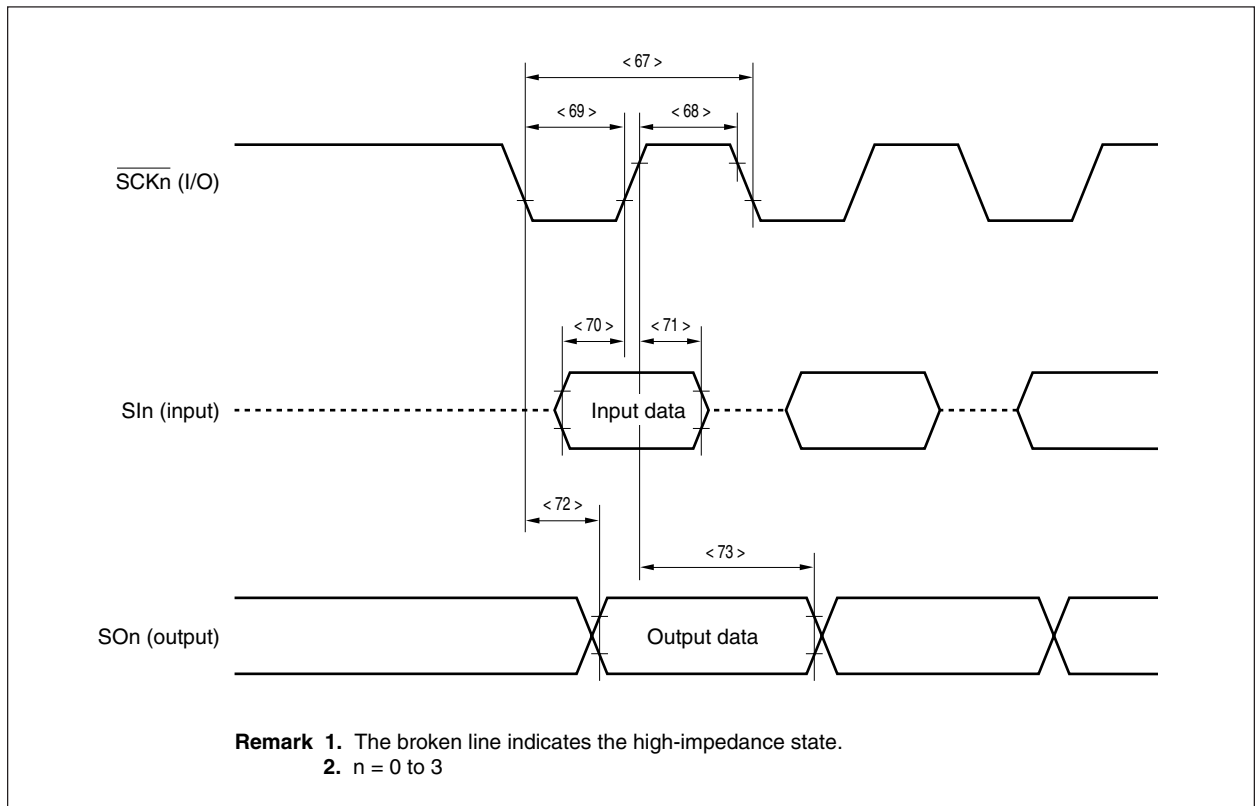 < 67 >
< 69 >
< 68 >
SCKn (I/O)
< 70 >
< 71 >
SIn (input)
Input data
< 72 >
< 73 >
SOn (output)
Output data
Remark 1. The broken line indicates the high-impedance state.
2. n = 0 to 3